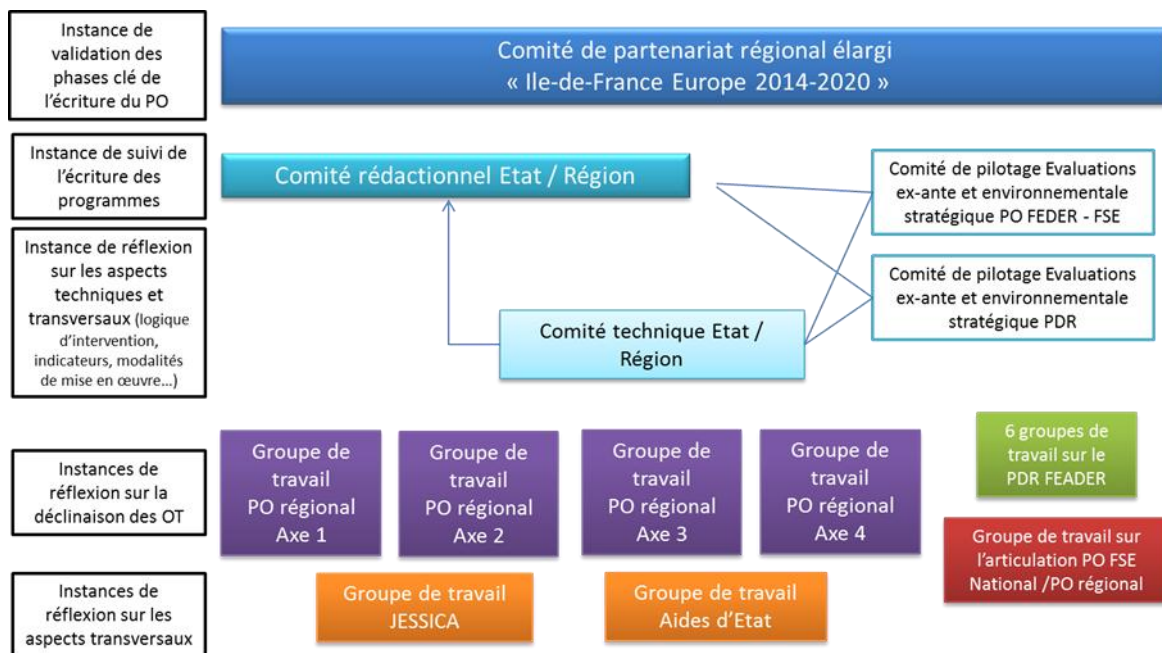 Instance de
validation des
phases clé de
l'écriture du PO
Comité de partenariat régional élargi
« Ile-de-France Europe 2014-2020 »
Instance de suivi de
l'écriture des
programmes
Comité rédactionnel Etat / Région
Comité de pilotage Evaluations
ex-ante et environnementale
stratégique PO FEDER - FSE
Instance de réflexion
sur les aspects
techniques et
transversaux (logique
d'intervention,
indicateurs, modalités
de mise en œuvre...)
Comité de pilotage Evaluations
ex-ante et environnementale
stratégique PDR
Comité technique Etat /
Région
Instances de
réflexion sur la
déclinaison des OT
Groupe de
travail
PO régional
Axe 1
Groupe de
travail
PO régional
Axe 2
Groupe de
travail
PO régional
Axe 3
Groupe de
travail
PO régional
Axe 4
6 groupes de
travail sur le
PDR FEADER
Groupe de travail sur
l'articulation PO FSE
National /PO régional
Instances de
réflexion sur les
aspects transversaux
Groupe de travail
JESSICA
Groupe de travail
Aides d'Etat